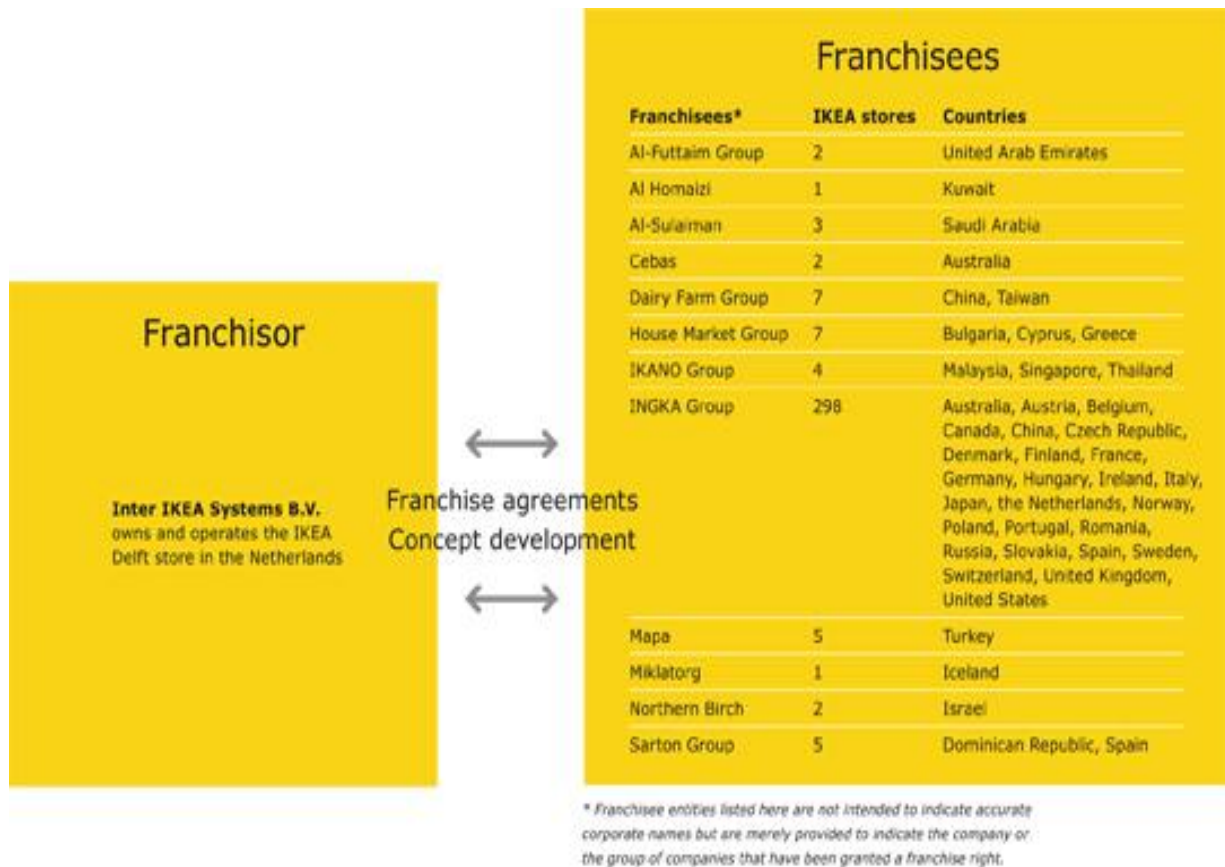 Franchisor
Inter IKEA Systems B.V.
owns and operates the IKEA
Delft store in the Netherlands
Franchise agreements
Concept development
Franchisees
Franchisees* IKEA stores Countries
Al-Futtaim Group 2 United Arab Emirates
Al Homaizi 1 Kuwait
Al-Sulaiman 3 Saudi Arabia
Cebas 2 Australia
Dairy Farm Group 7 China, Taiwan
House Market Group 7 Bulgaria, Cyprus, Greece
IKANO Group 4 Malaysia, Singapore, Thailand
INGKA Group 298 Australia, Austria, Belgium,
Canada, China, Czech Republic,
Denmark, Finland, France,
Germany, Hungary, Ireland, Italy,
Japan, the Netherlands, Norway,
Poland, Portugal, Romania,
Russia, Slovakia, Spain, Sweden,
Switzerland, United Kingdom,
United States
Mapa 5 Turkey
Miklatorg 1 Iceland
Northern Birch 2 Israel
Sarton Group 5 Dominican Republic, Spain
* Franchisee entities listed here are not intended to indicate accurate
corporate names but are merely provided to indicate the company or
the group of companies that have been granted a franchise right.